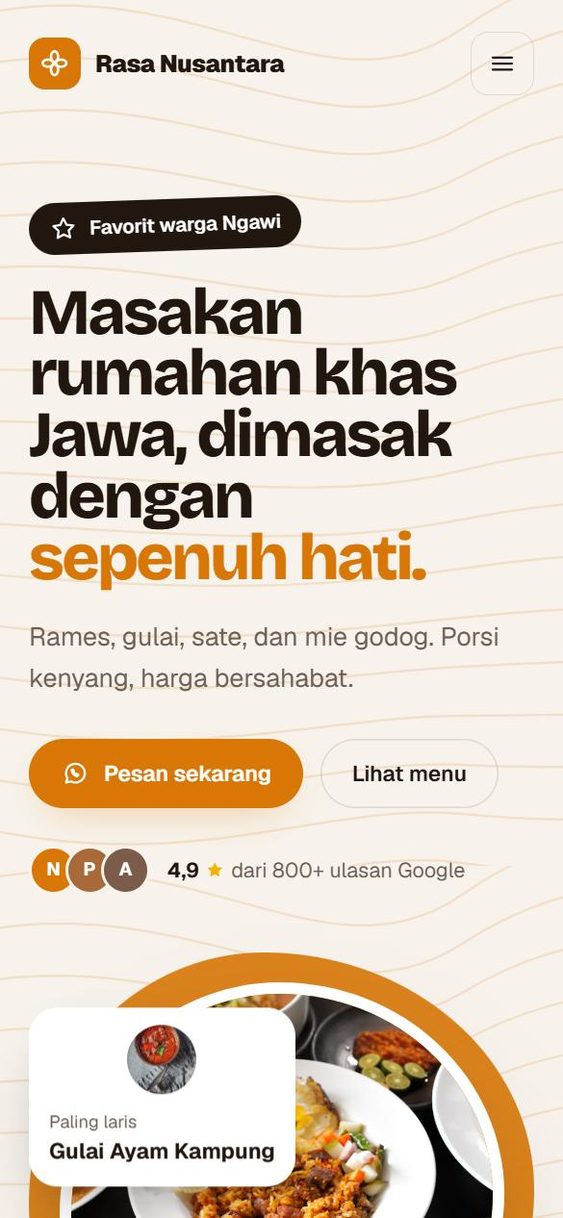 Rasa Nusantara
Favorit warga Ngawi
Masakan
rumahan khas
Jawa, dimasak
dengan
sepenuh hati.
Rames, gulai, sate, dan mie godog. Porsi
kenyang, harga bersahabat.
Pesan sekarang
Lihat menu
N P A 4,9 ★ dari 800+ ulasan Google
Paling laris
Gulai Ayam Kampung